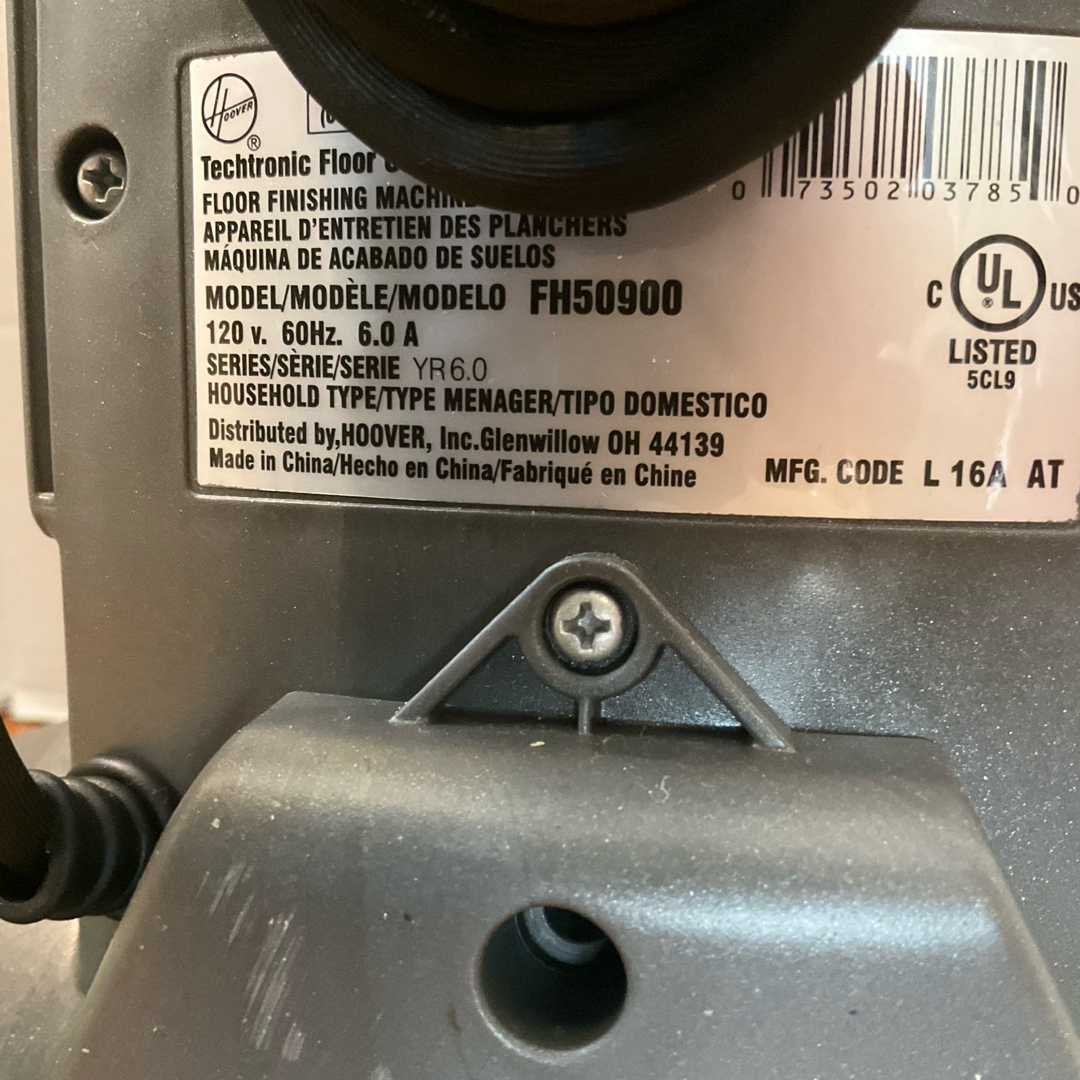 HOOVER ®
Techtronic Floor
FLOOR FINISHING
APPAREIL D'ENTRETIEN DES PLANCHERS
MÁQUINA DE ACABADO DE SUELOS
MODEL/MODÈLE/MODELO FH50900
120 v. 60Hz. 6.0 A
SERIES/SÈRIE/SERIE YR6.0
HOUSEHOLD TYPE/TYPE MENAGER/TIPO DOMESTICO
Distributed by,HOOVER, Inc.Glenwillow OH 44139
Made in China/Hecho en China/Fabriqué en Chine
0 73502 03785 0
C UL ® US
LISTED
5CL9
MFG. CODE L 16A AT